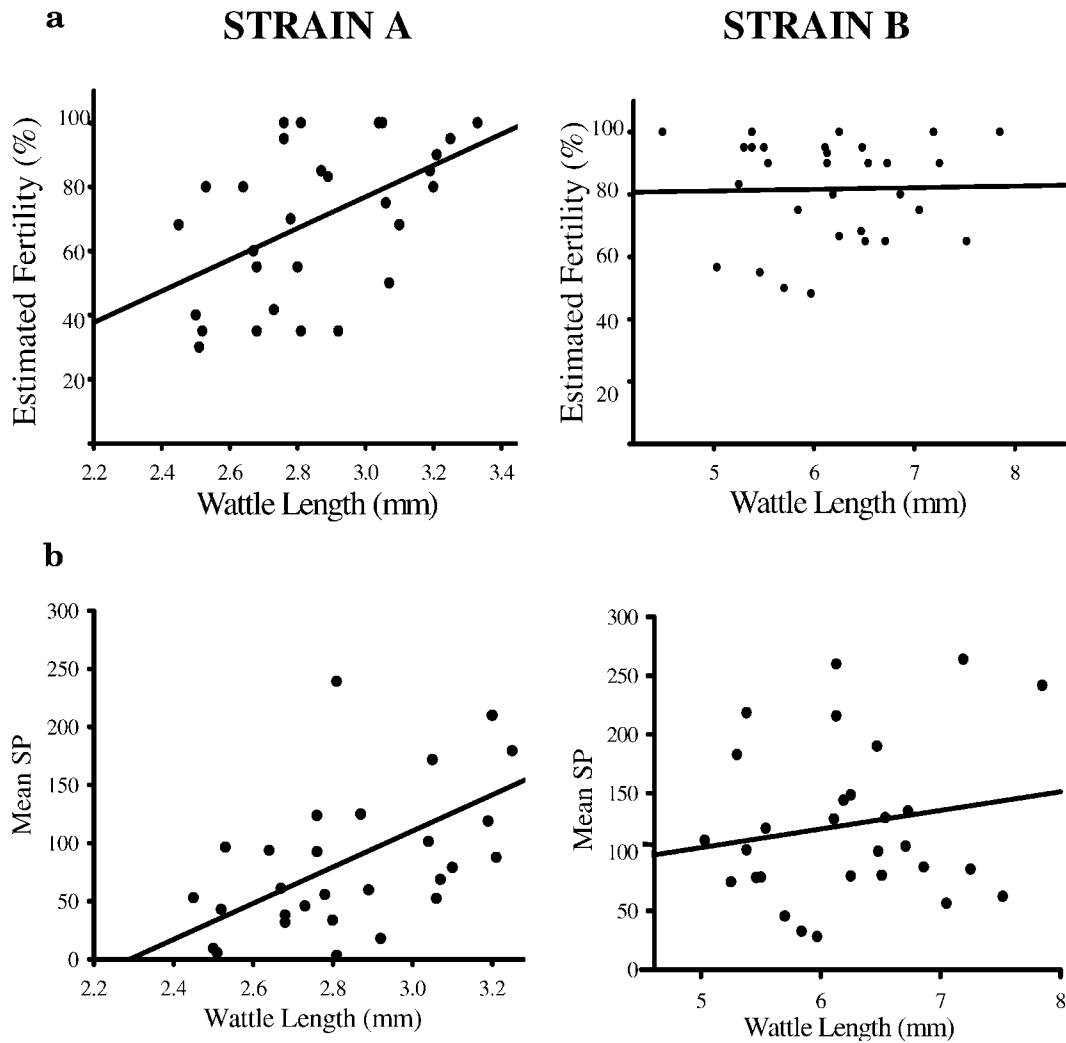 a
STRAIN A
STRAIN B
Estimated Fertility (%)
100
80
60
40
20
2.2 2.4 2.6 2.8 3.0 3.2 3.4
Wattle Length (mm)
Estimated Fertility (%)
100
80
60
40
20
5 6 7 8
Wattle Length (mm)
b
Mean SP
300
250
200
150
100
50
0
2.2 2.4 2.6 2.8 3.0 3.2
Wattle Length (mm)
Mean SP
300
250
200
150
100
50
0
5 6 7 8
Wattle Length (mm)